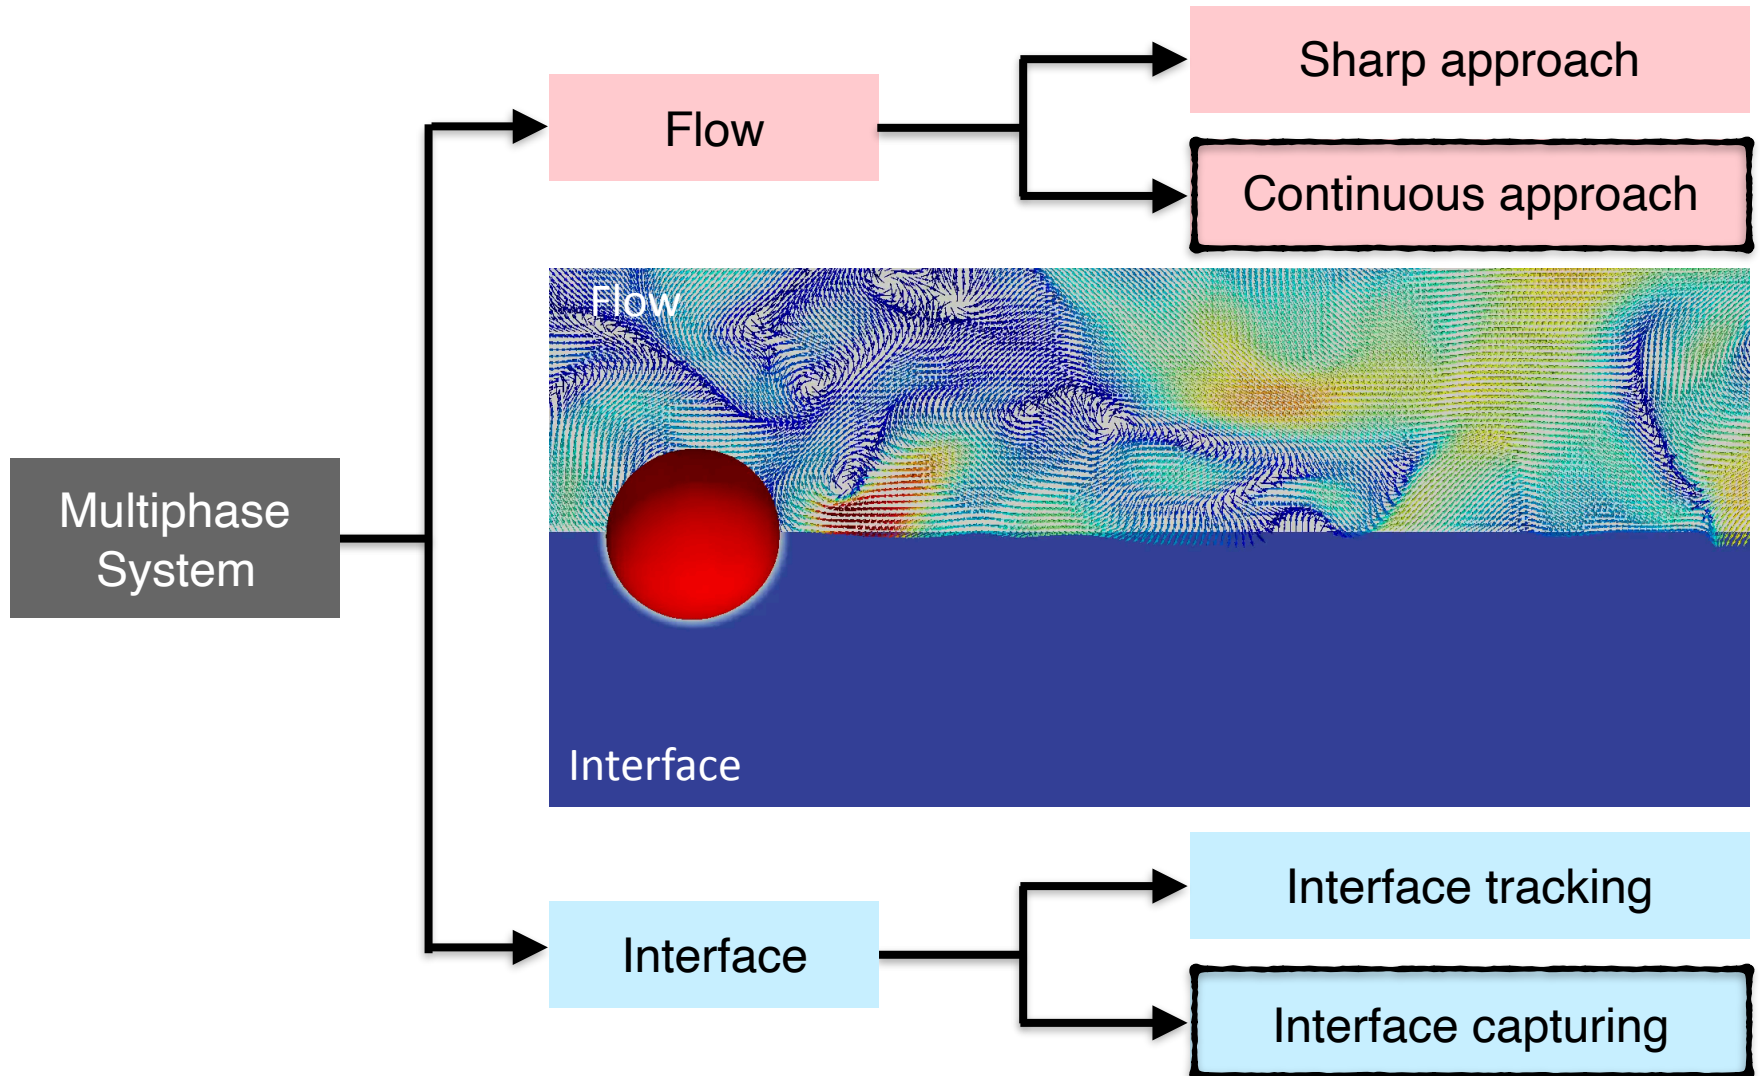 Sharp approach
Flow
Continuous approach
Flow
Multiphase
System
Interface
Interface tracking
Interface
Interface capturing